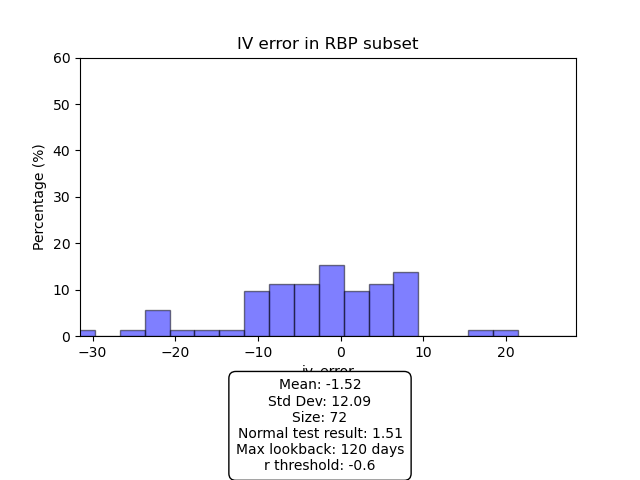 IV error in RBP subset
60
50
40
30
20
10
0
Percentage (%)
−30 −20 −10 0 10 20
Mean: -1.52
Std Dev: 12.09
Size: 72
Normal test result: 1.51
Max lookback: 120 days
r threshold: -0.6